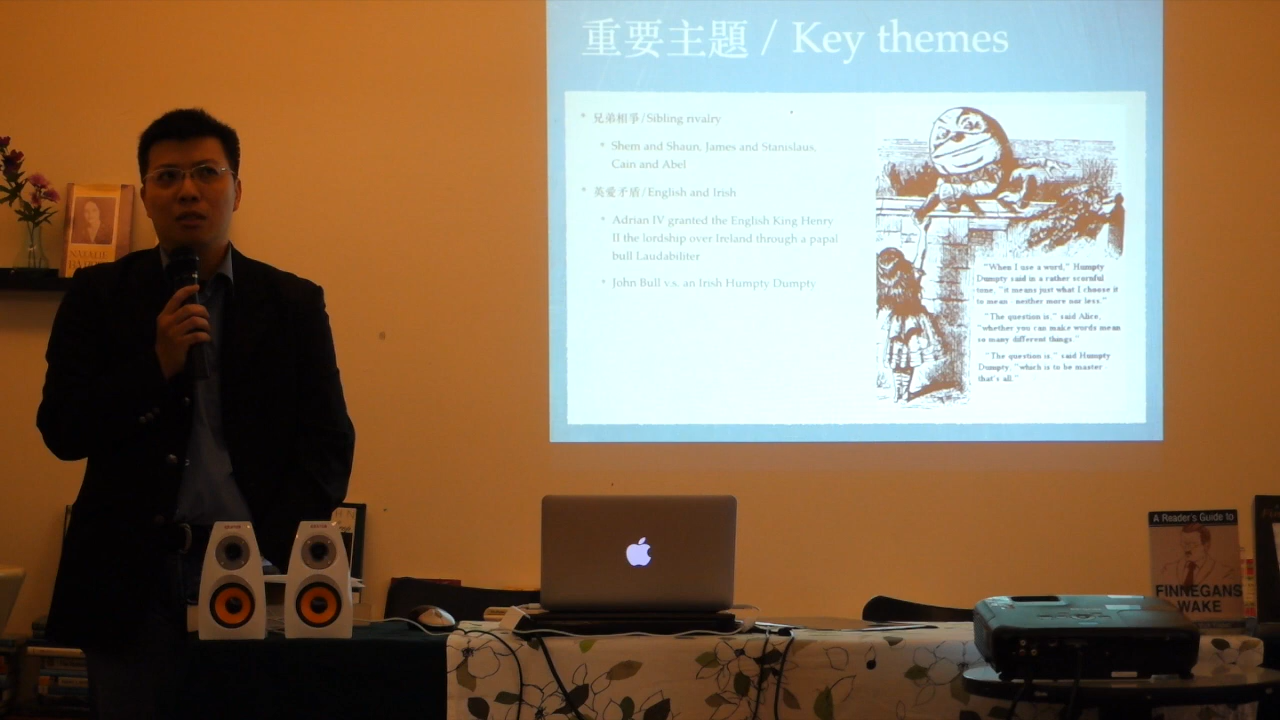 重要主題 / Key themes
* 兄弟相爭/Sibling rivalry
* Shem and Shaun, James and Stanislaus,
Cain and Abel
* 英愛矛盾/English and Irish
* Adrian IV granted the English King Henry
II the lordship over Ireland through a papal
bull Laudabiliter
* John Bull v.s. an Irish Humpty Dumpty
"When I use a word," Humpty
Dumpty said in a rather scornful
tone, "it means just what I choose it
to mean - neither more nor less."
"The question is," said Alice,
"whether you can make words mean
so many different things."
"The question is," said Humpty
Dumpty, "which is to be master
that's all."
NATALIE
A Reader's Guide to
FINNEGANS
WAKE